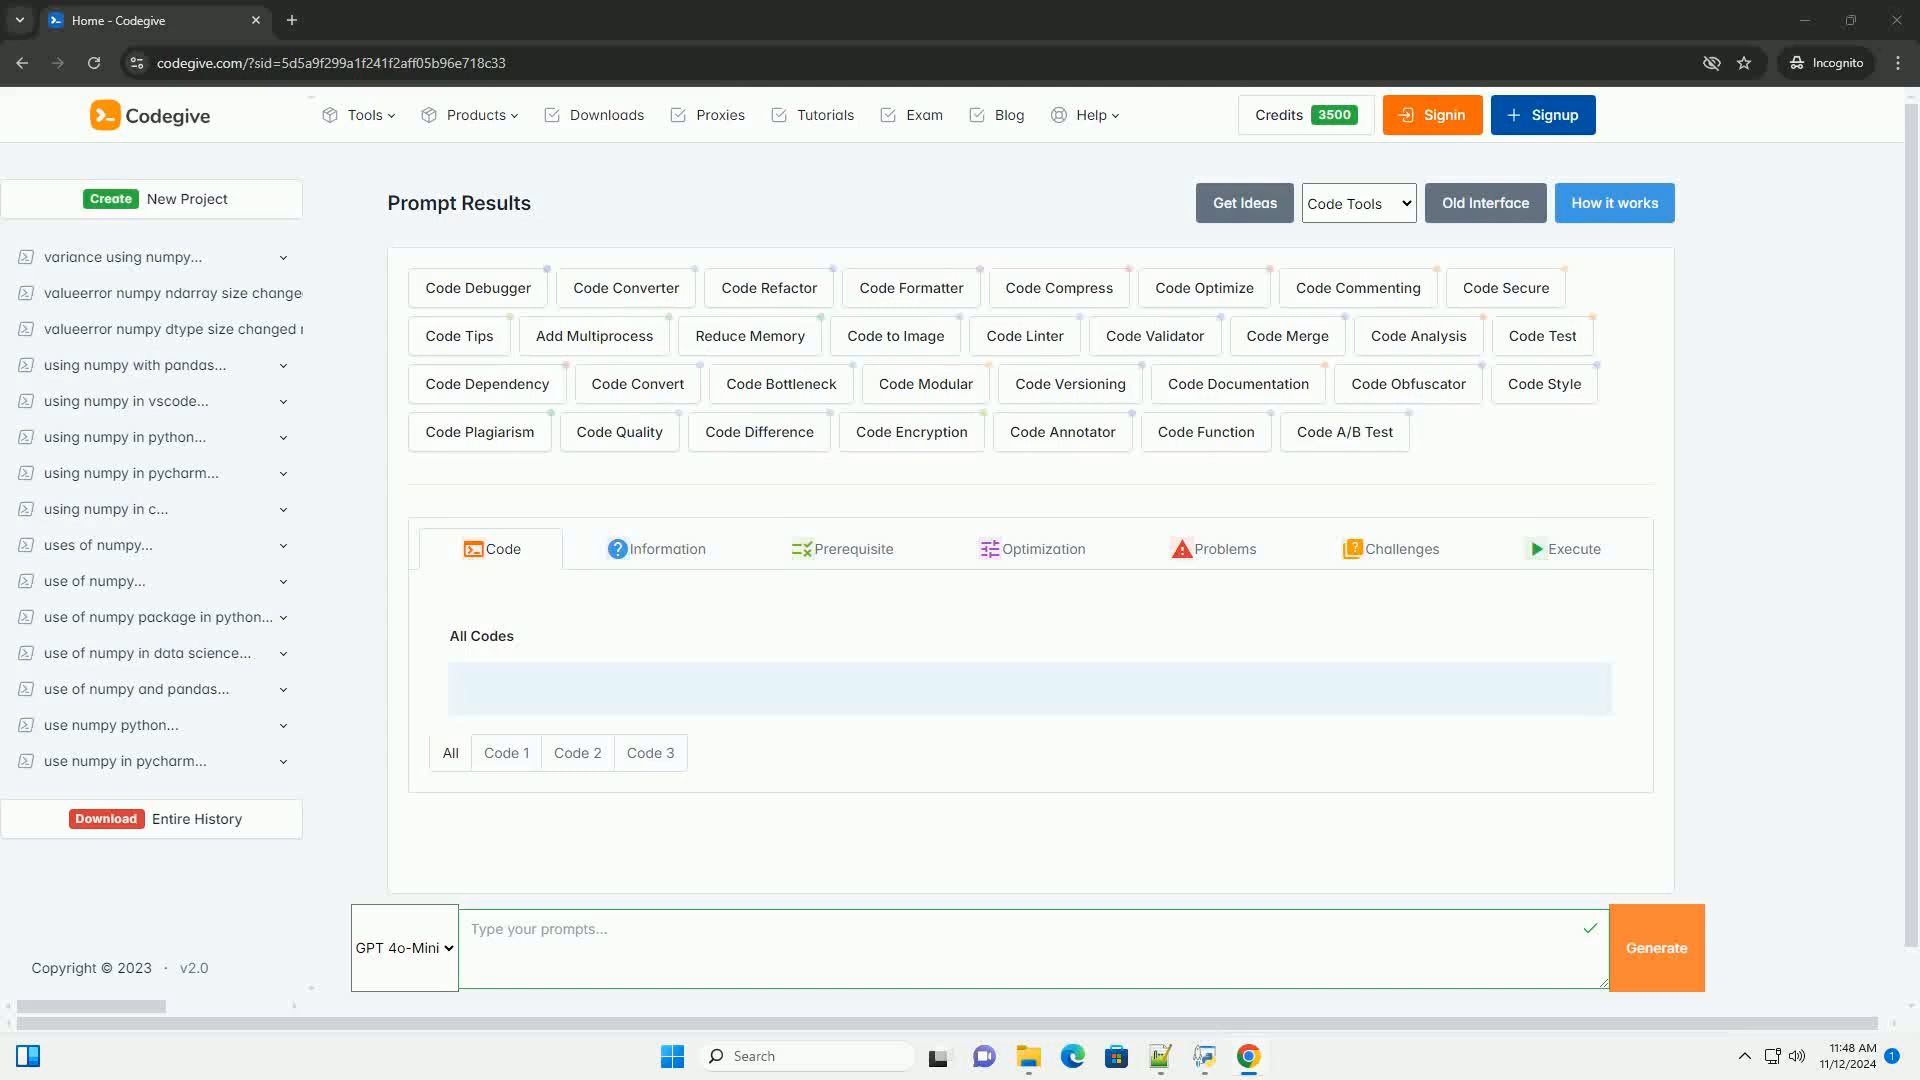 Home - Codegive
codegive.com/?sid=5d5a9f299a1f241f2aff05b96e718c33
Incognito
Codegive
Tools
Products
Downloads
Proxies
Tutorials
Exam
Blog
Help
Credits 3500
Signin
Signup
Create New Project
variance using numpy...
valueerror numpy ndarray size change
valueerror numpy dtype size changed
using numpy with pandas...
using numpy in vscode...
using numpy in python...
using numpy in pycharm...
using numpy in c...
uses of numpy...
use of numpy...
use of numpy package in python...
use of numpy in data science...
use of numpy and pandas...
use numpy python...
use numpy in pycharm...
Download Entire History
Copyright © 2023 · v2.0
Prompt Results
Get Ideas
Code Tools
Old Interface
How it works
Code Debugger
Code Converter
Code Refactor
Code Formatter
Code Compress
Code Optimize
Code Commenting
Code Secure
Code Tips
Add Multiprocess
Reduce Memory
Code to Image
Code Linter
Code Validator
Code Merge
Code Analysis
Code Test
Code Dependency
Code Convert
Code Bottleneck
Code Modular
Code Versioning
Code Documentation
Code Obfuscator
Code Style
Code Plagiarism
Code Quality
Code Difference
Code Encryption
Code Annotator
Code Function
Code A/B Test
Code
Information
Prerequisite
Optimization
Problems
Challenges
Execute
All Codes
All
Code 1
Code 2
Code 3
GPT 4o-Mini
Type your prompts...
Generate
Search
11:48 AM
11/12/2024
1